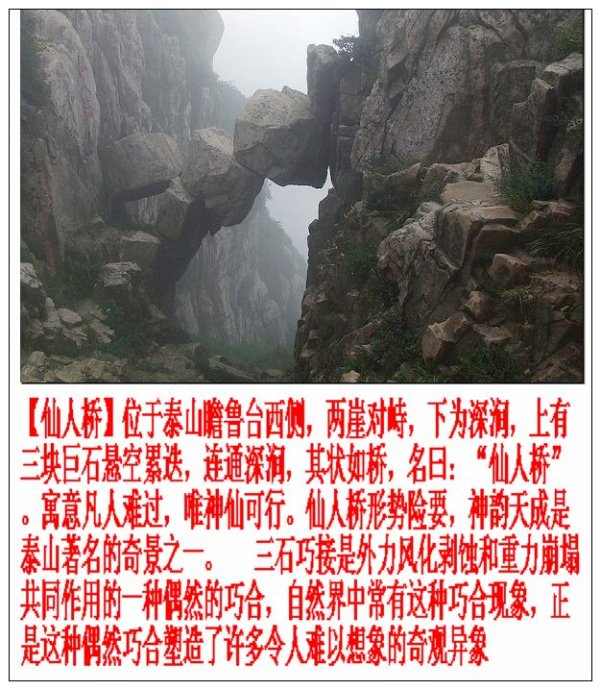 【仙人桥】位于泰山瞻鲁台西侧，两崖对峙，下为深涧，上有
三块巨石悬空累迭，连通深涧，其状如桥，名曰：“仙人桥”
。寓意凡人难过，唯神仙可行。仙人桥形势险要，神韵天成是
泰山著名的奇景之一。 三石巧接是外力风化剥蚀和重力崩塌
共同作用的一种偶然的巧合，自然界中常有这种巧合现象，正
是这种偶然巧合塑造了许多令人难以想象的奇观异象